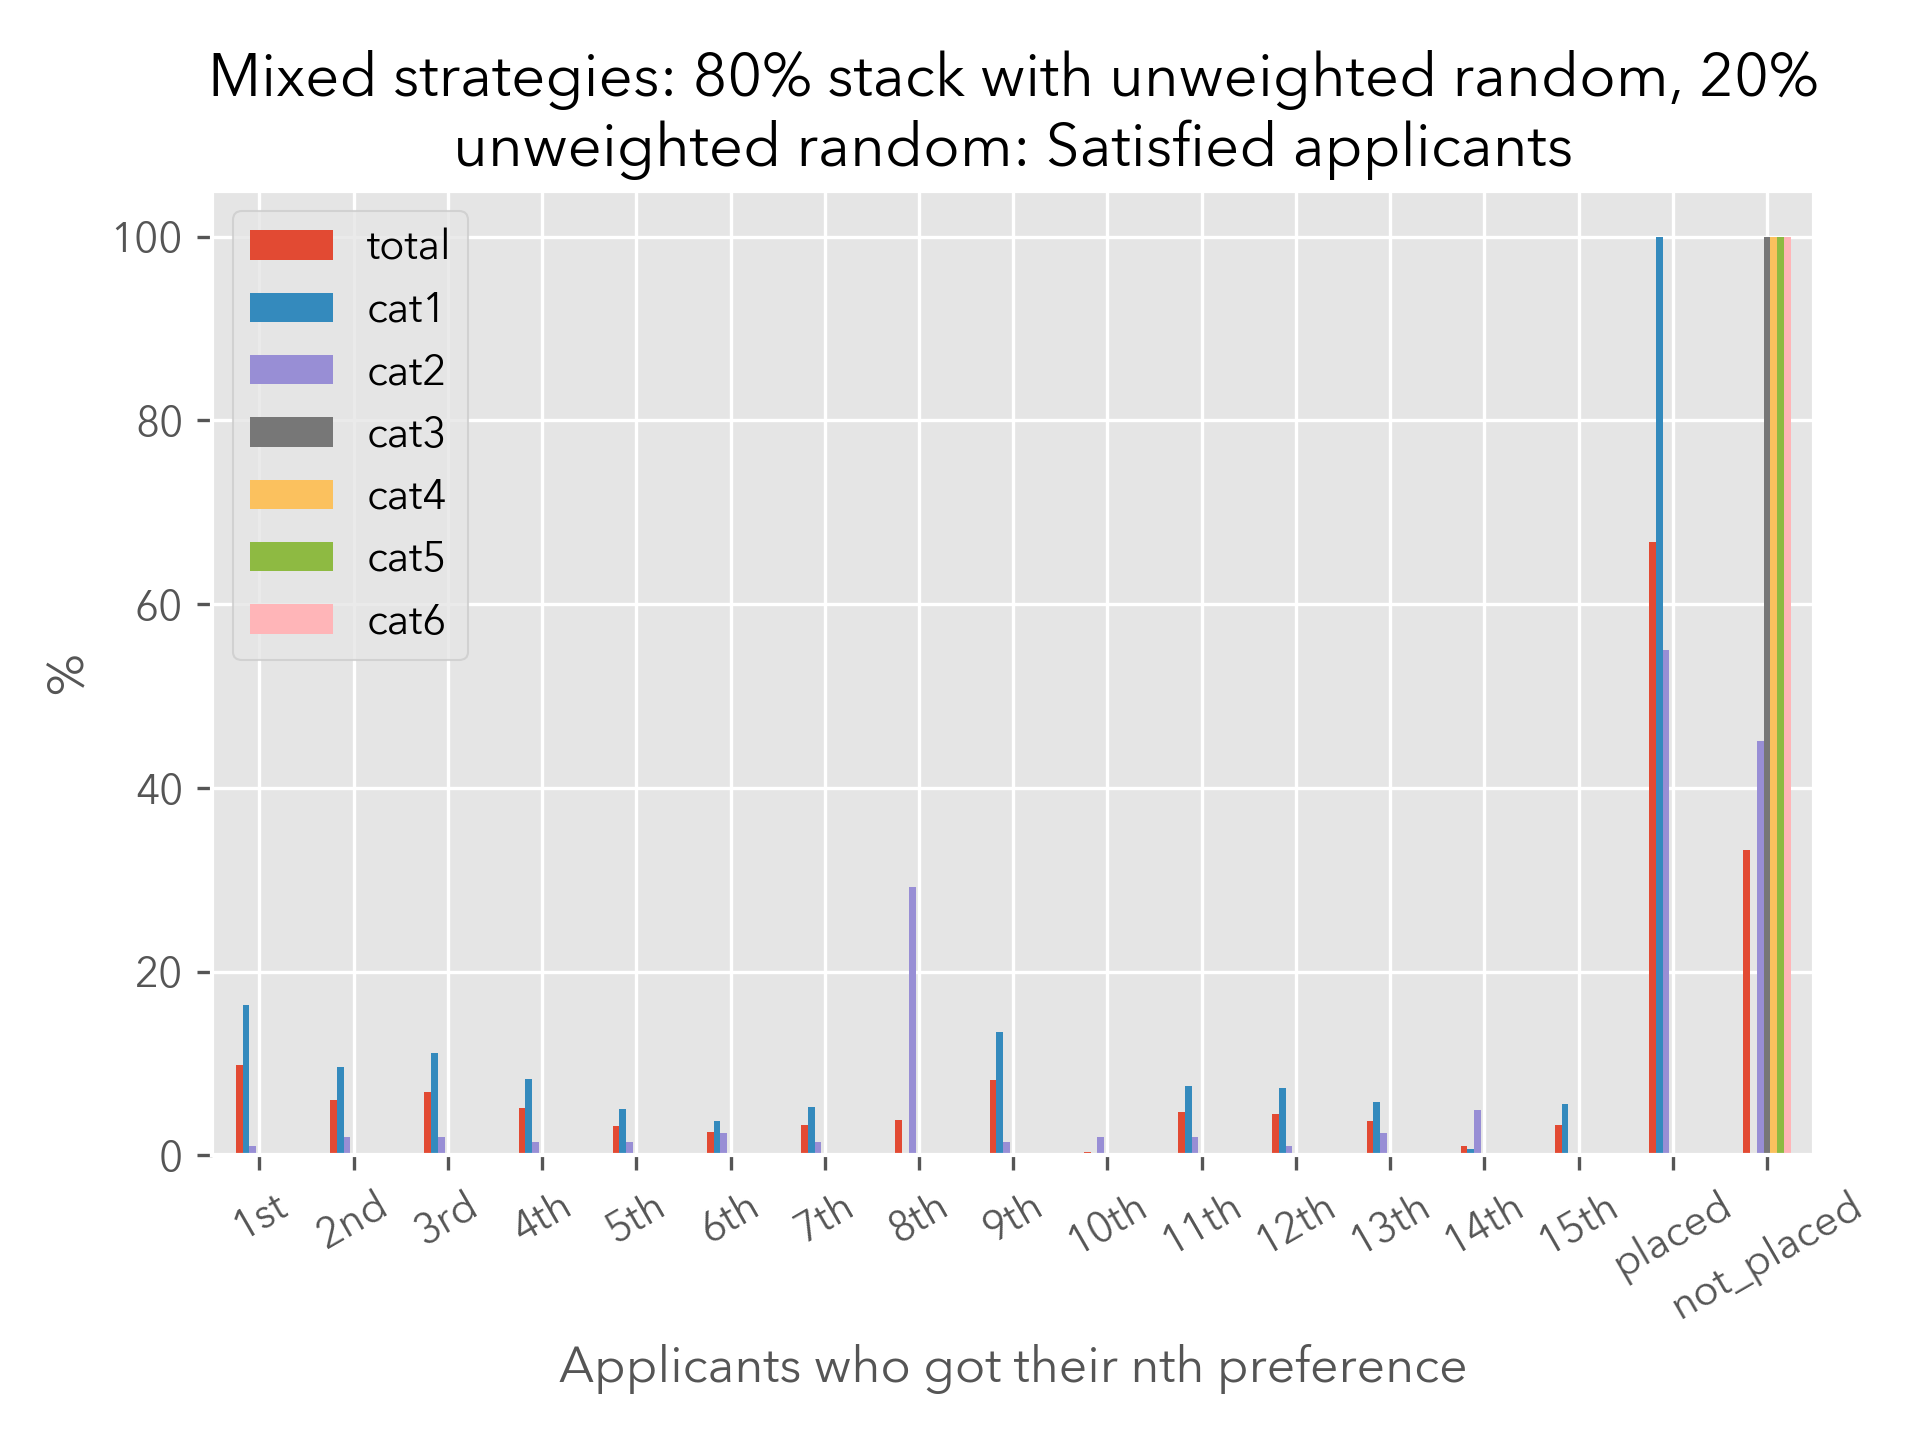 Mixed strategies: 80% stack with unweighted random, 20%
unweighted random: Satisfied applicants
total
cat1
cat2
cat3
cat4
cat5
cat6
100
80
60
40
20
0
%
1st
2nd
3rd
4th
5th
6th
7th
8th
9th
10th
11th
12th
13th
14th
15th
placed
not_placed
Applicants who got their nth preference